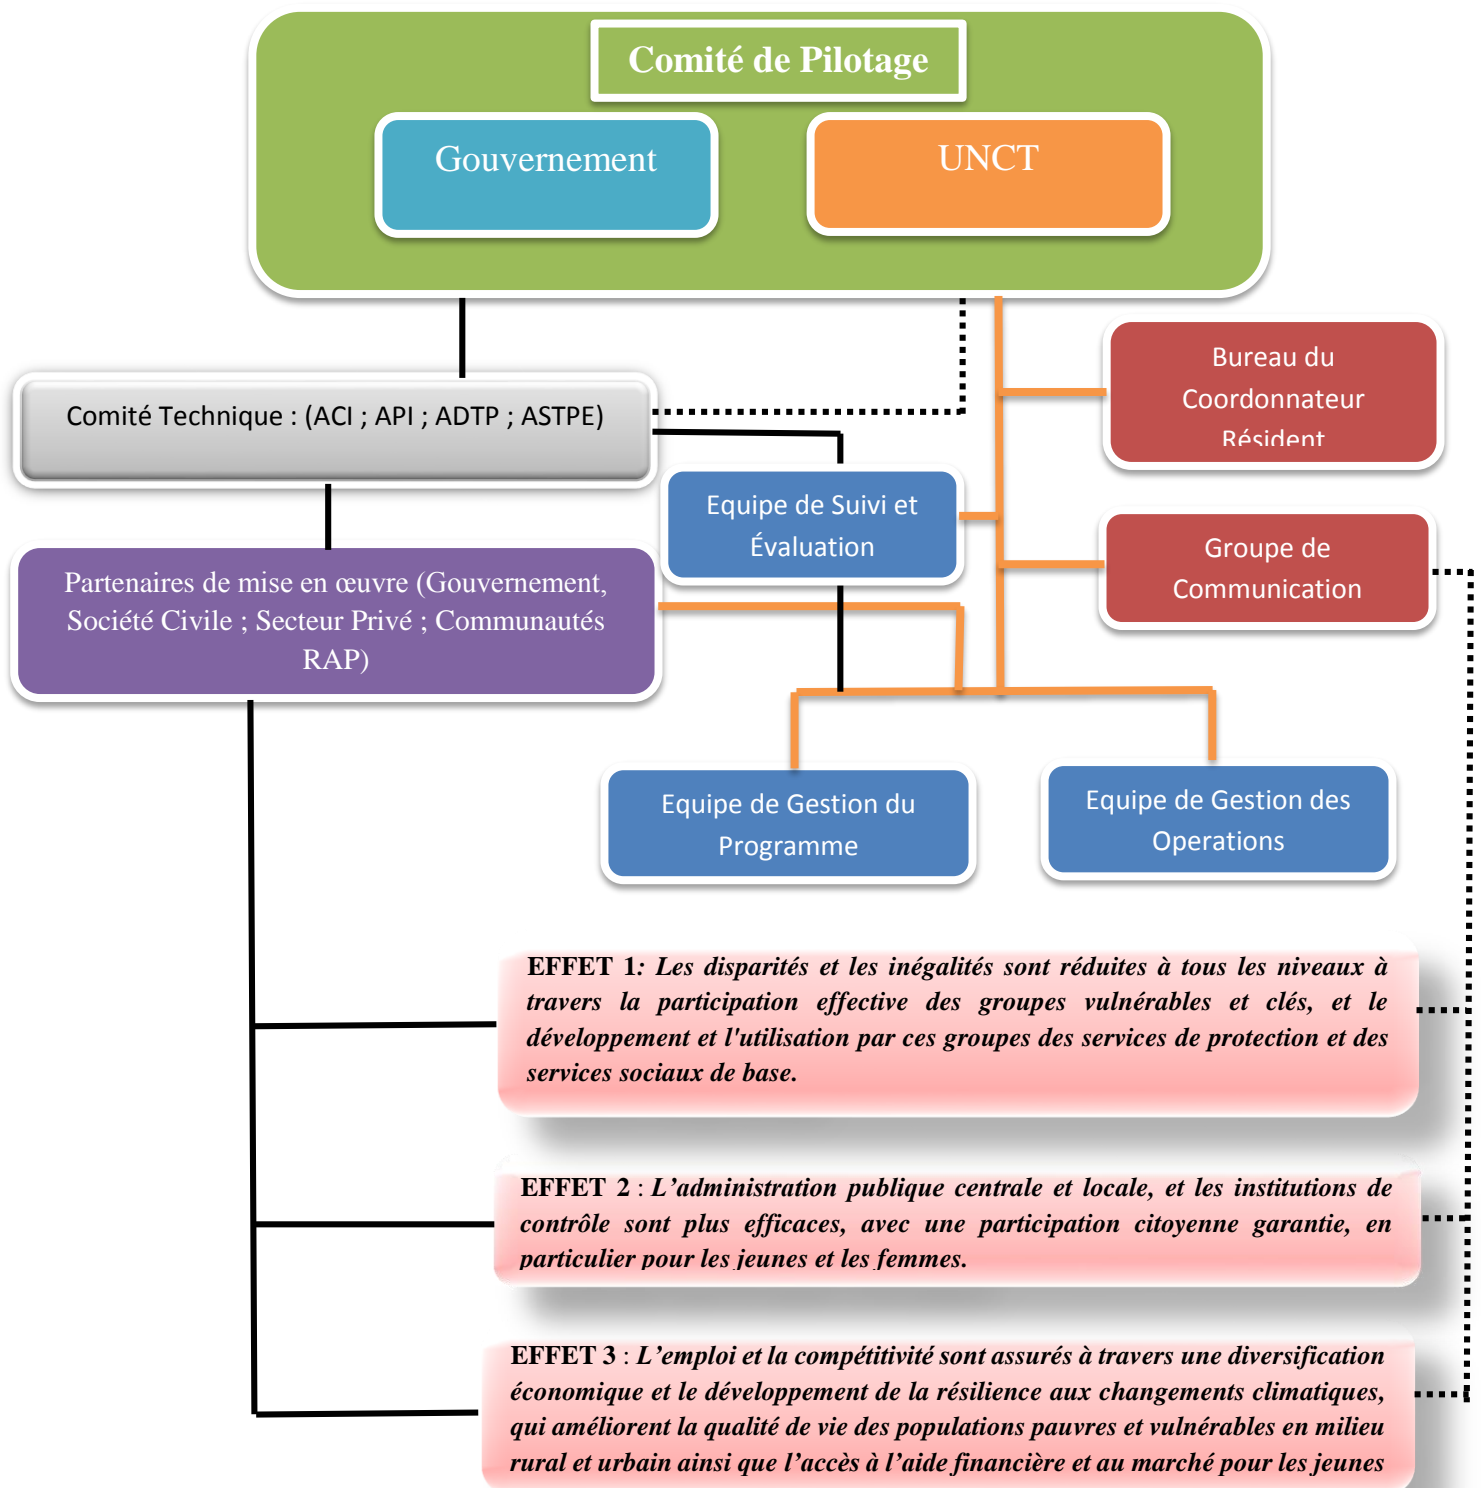 Comité de Pilotage
Gouvernement
UNCT
Bureau du
Coordonnateur
Résident
Comité Technique : (ACI ; API ; ADTP ; ASTPE)
Equipe de Suivi et
Évaluation
Groupe de
Communication
Partenaires de mise en œuvre (Gouvernement,
Société Civile ; Secteur Privé ; Communautés
RAP)
Equipe de Gestion du
Programme
Equipe de Gestion des
Operations
EFFET 1: Les disparités et les inégalités sont réduites à tous les niveaux à
travers la participation effective des groupes vulnérables et clés, et le
développement et l'utilisation par ces groupes des services de protection et des
services sociaux de base.
EFFET 2 : L’administration publique centrale et locale, et les institutions de
contrôle sont plus efficaces, avec une participation citoyenne garantie, en
particulier pour les jeunes et les femmes.
EFFET 3 : L’emploi et la compétitivité sont assurés à travers une diversification
économique et le développement de la résilience aux changements climatiques,
qui améliorent la qualité de vie des populations pauvres et vulnérables en milieu
rural et urbain ainsi que l’accès à l’aide financière et au marché pour les jeunes